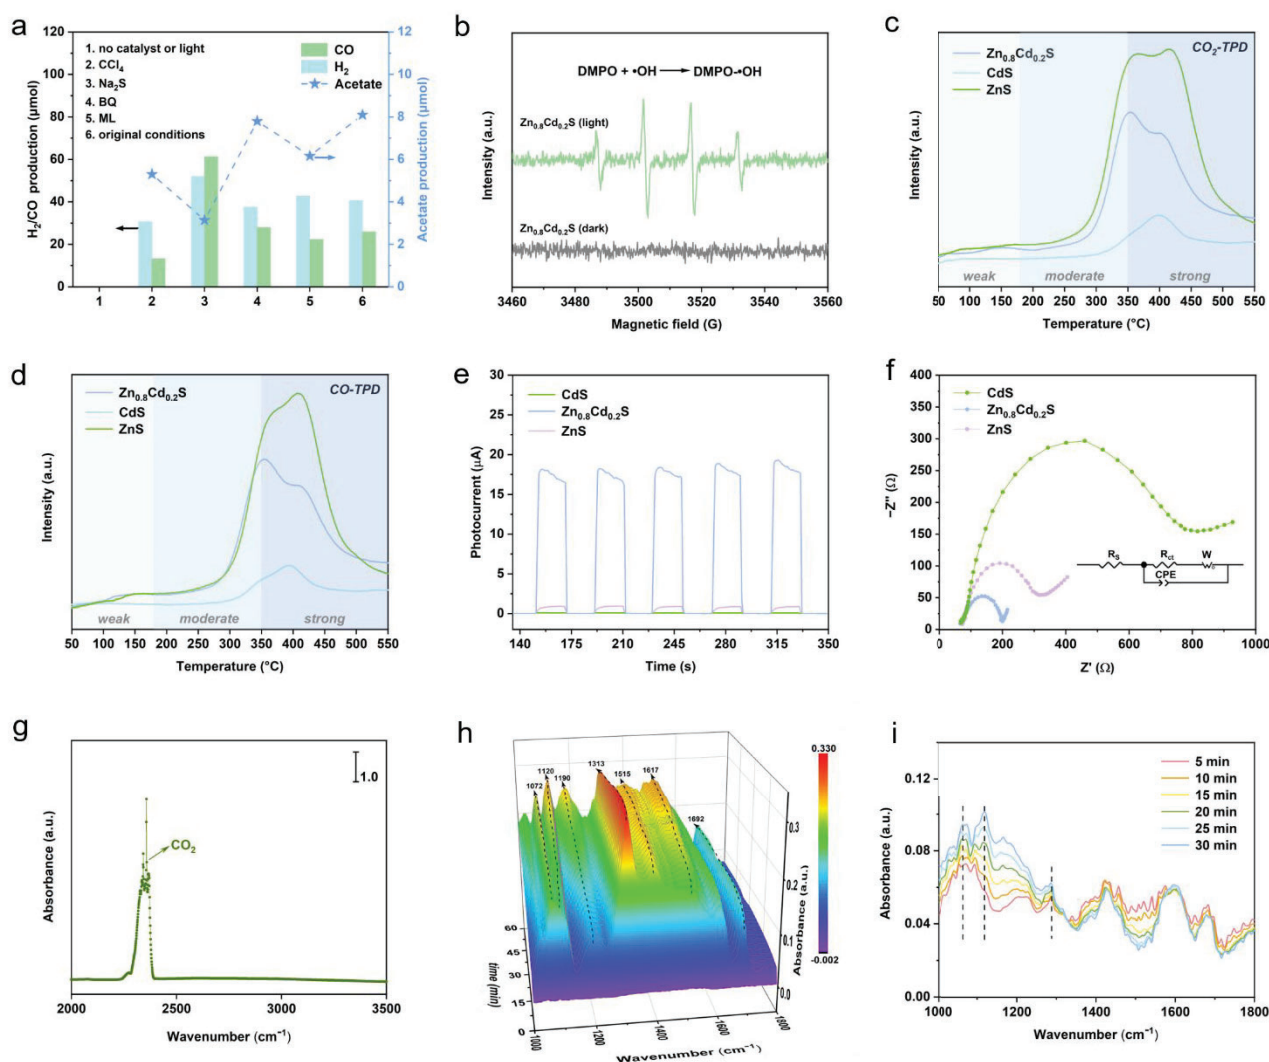 a
120
100
80
60
40
20
0
H₂/CO production (μmol)
1. no catalyst or light
2. CCl₄
3. Na₂S
4. BQ
5. ML
6. original conditions
CO
H₂
Acetate
12
10
8
6
4
2
0
Acetate production (μmol)
1 2 3 4 5 6
b
Intensity (a.u.)
DMPO + •OH → DMPO-•OH
Zn₀.₈Cd₀.₂S (light)
Zn₀.₈Cd₀.₂S (dark)
3460 3480 3500 3520 3540 3560
Magnetic field (G)
c
Intensity (a.u.)
Zn₀.₈Cd₀.₂S
CdS
ZnS
CO₂-TPD
weak moderate strong
50 100 150 200 250 300 350 400 450 500 550
Temperature (°C)
d
Intensity (a.u.)
Zn₀.₈Cd₀.₂S
CdS
ZnS
CO-TPD
weak moderate strong
50 100 150 200 250 300 350 400 450 500 550
Temperature (°C)
e
30
25
20
15
10
5
0
Photocurrent (μA)
CdS
Zn₀.₈Cd₀.₂S
ZnS
140 175 210 245 280 315 350
Time (s)
f
400
350
300
250
200
150
100
50
0
−Z'' (Ω)
CdS
Zn₀.₈Cd₀.₂S
ZnS
Rₛ
R_ct
W
CPE
0 200 400 600 800 1000
Z' (Ω)
g
Absorbance (a.u.)
1.0
CO₂
2000 2500 3000 3500
Wavenumber (cm⁻¹)
h
1072
1120
1190
1313
1515
1617
1692
0.330
-0.002
0.3
0.2
0.1
0.0
Absorbance (a.u.)
60
45
30
15
0
time (min)
1000 1200 1400 1600 1800
Wavenumber (cm⁻¹)
i
0.12
0.08
0.04
0.00
Absorbance (a.u.)
5 min
10 min
15 min
20 min
25 min
30 min
1000 1200 1400 1600 1800
Wavenumber (cm⁻¹)